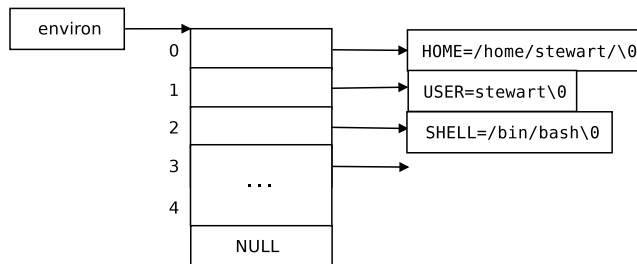 environ
0 HOME=/home/stewart/\0
1 USER=stewart\0
2 SHELL=/bin/bash\0
3
...
4
NULL